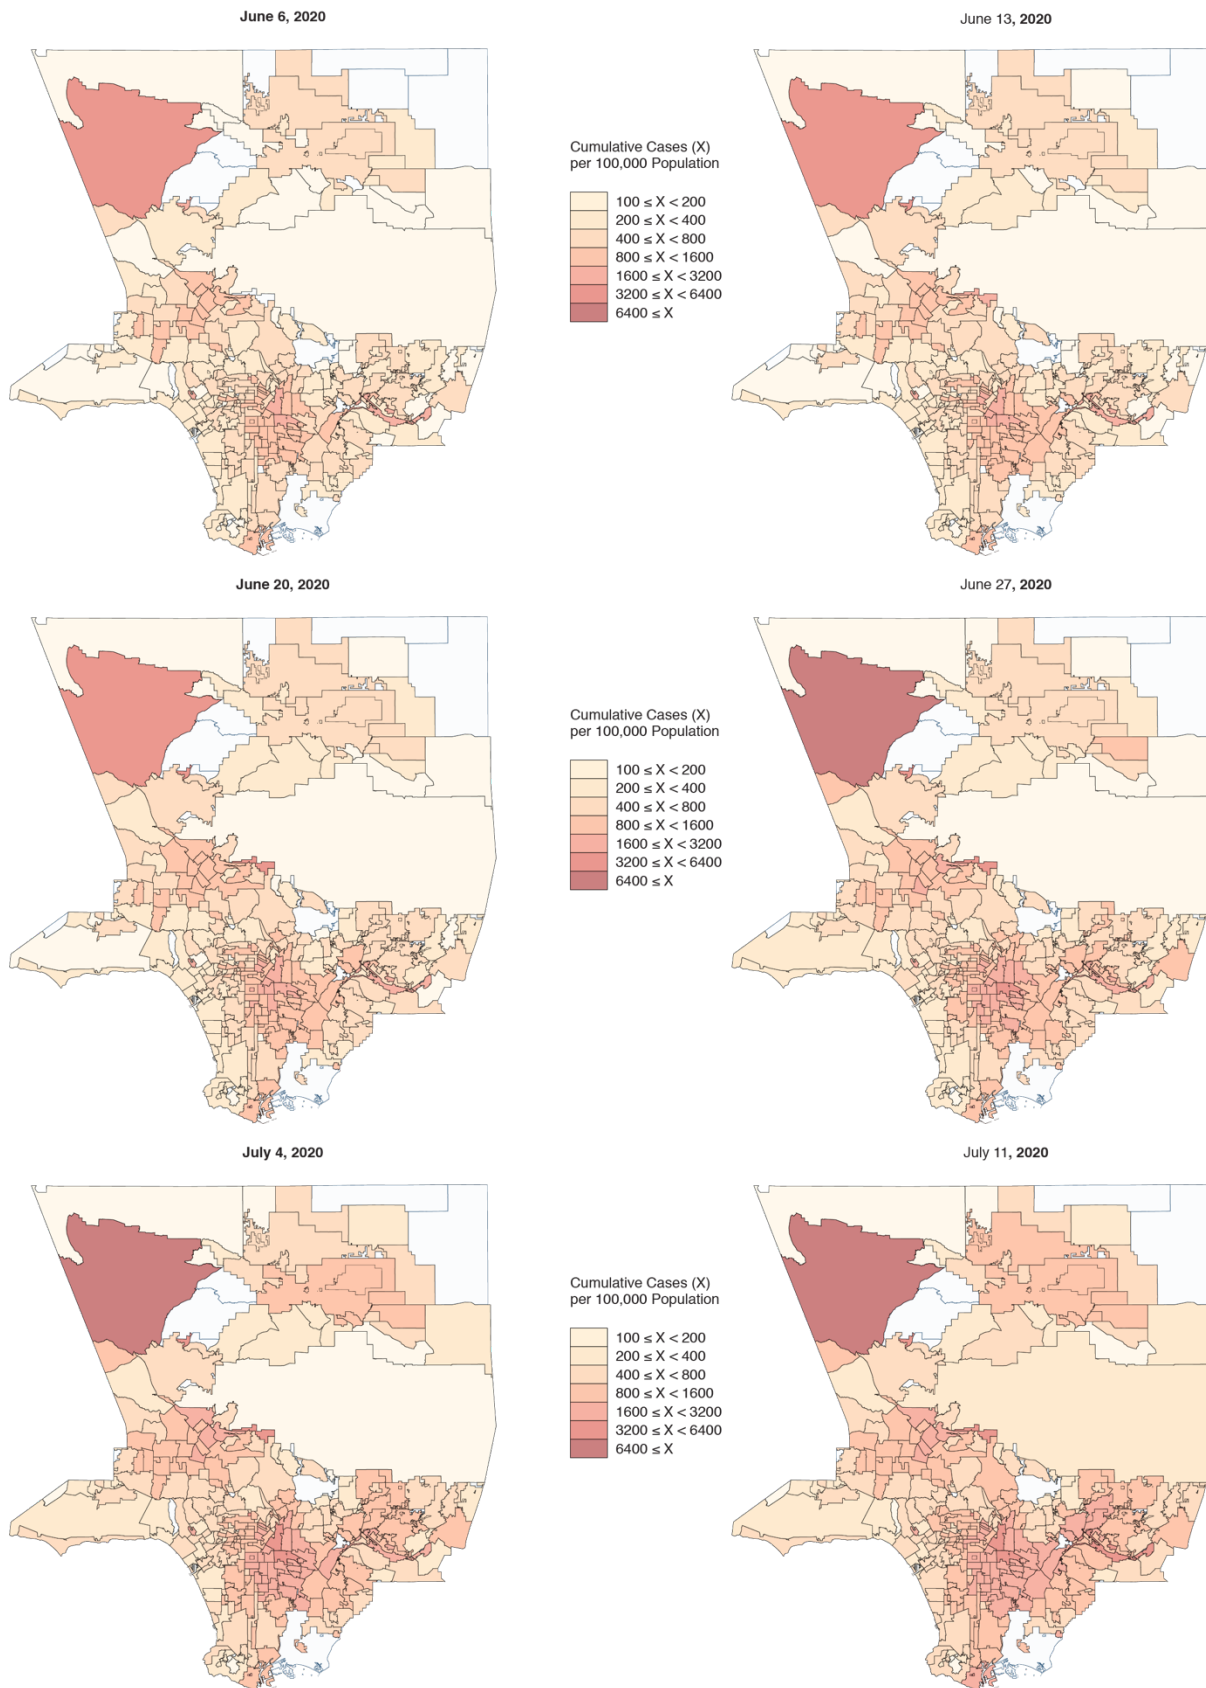 June 6, 2020
June 13, 2020
Cumulative Cases (X)
per 100,000 Population
100 ≤ X < 200
200 ≤ X < 400
400 ≤ X < 800
800 ≤ X < 1600
1600 ≤ X < 3200
3200 ≤ X < 6400
6400 ≤ X
June 20, 2020
June 27, 2020
Cumulative Cases (X)
per 100,000 Population
100 ≤ X < 200
200 ≤ X < 400
400 ≤ X < 800
800 ≤ X < 1600
1600 ≤ X < 3200
3200 ≤ X < 6400
6400 ≤ X
July 4, 2020
July 11, 2020
Cumulative Cases (X)
per 100,000 Population
100 ≤ X < 200
200 ≤ X < 400
400 ≤ X < 800
800 ≤ X < 1600
1600 ≤ X < 3200
3200 ≤ X < 6400
6400 ≤ X